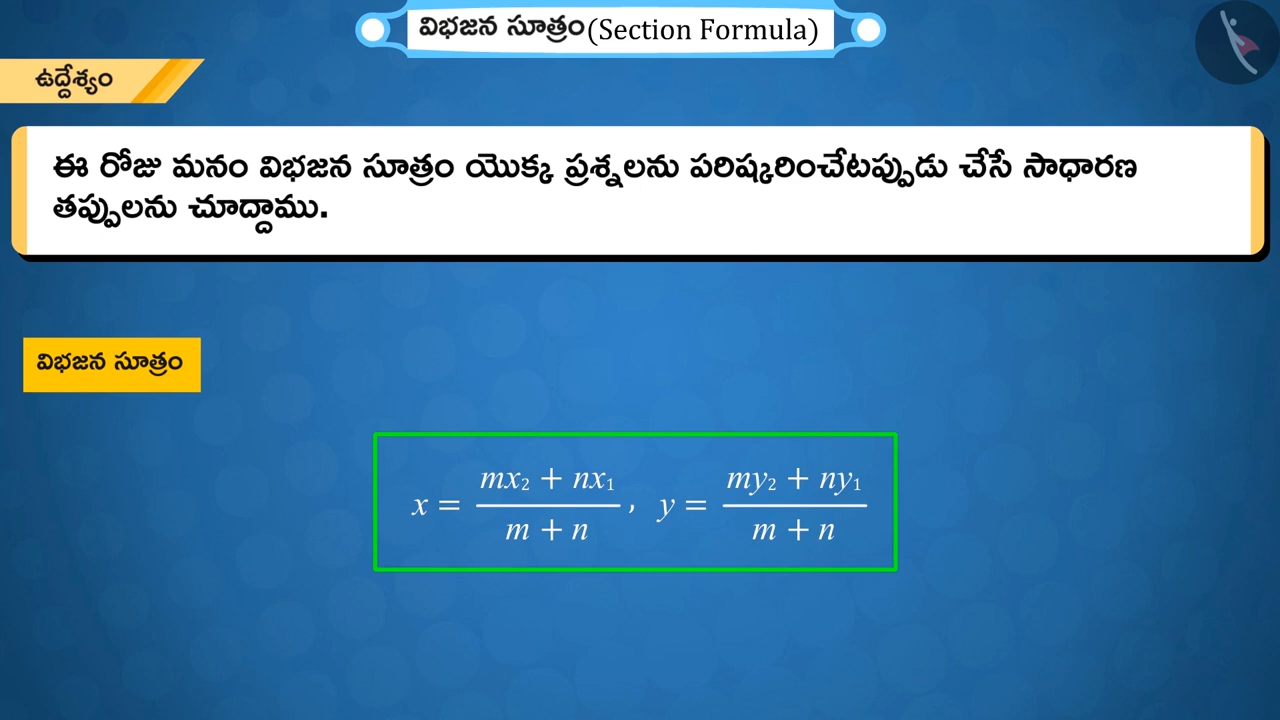 విభజన సూత్రం(Section Formula)
ఉద్దేశ్యం
ఈ రోజు మనం విభజన సూత్రం యొక్క ప్రశ్నలను పరిష్కరించేటప్పుడు చేసే సాధారణ
తప్పులను చూద్దాము.
విభజన సూత్రం
x = (mx₂ + nx₁)/(m + n), y = (my₂ + ny₁)/(m + n)